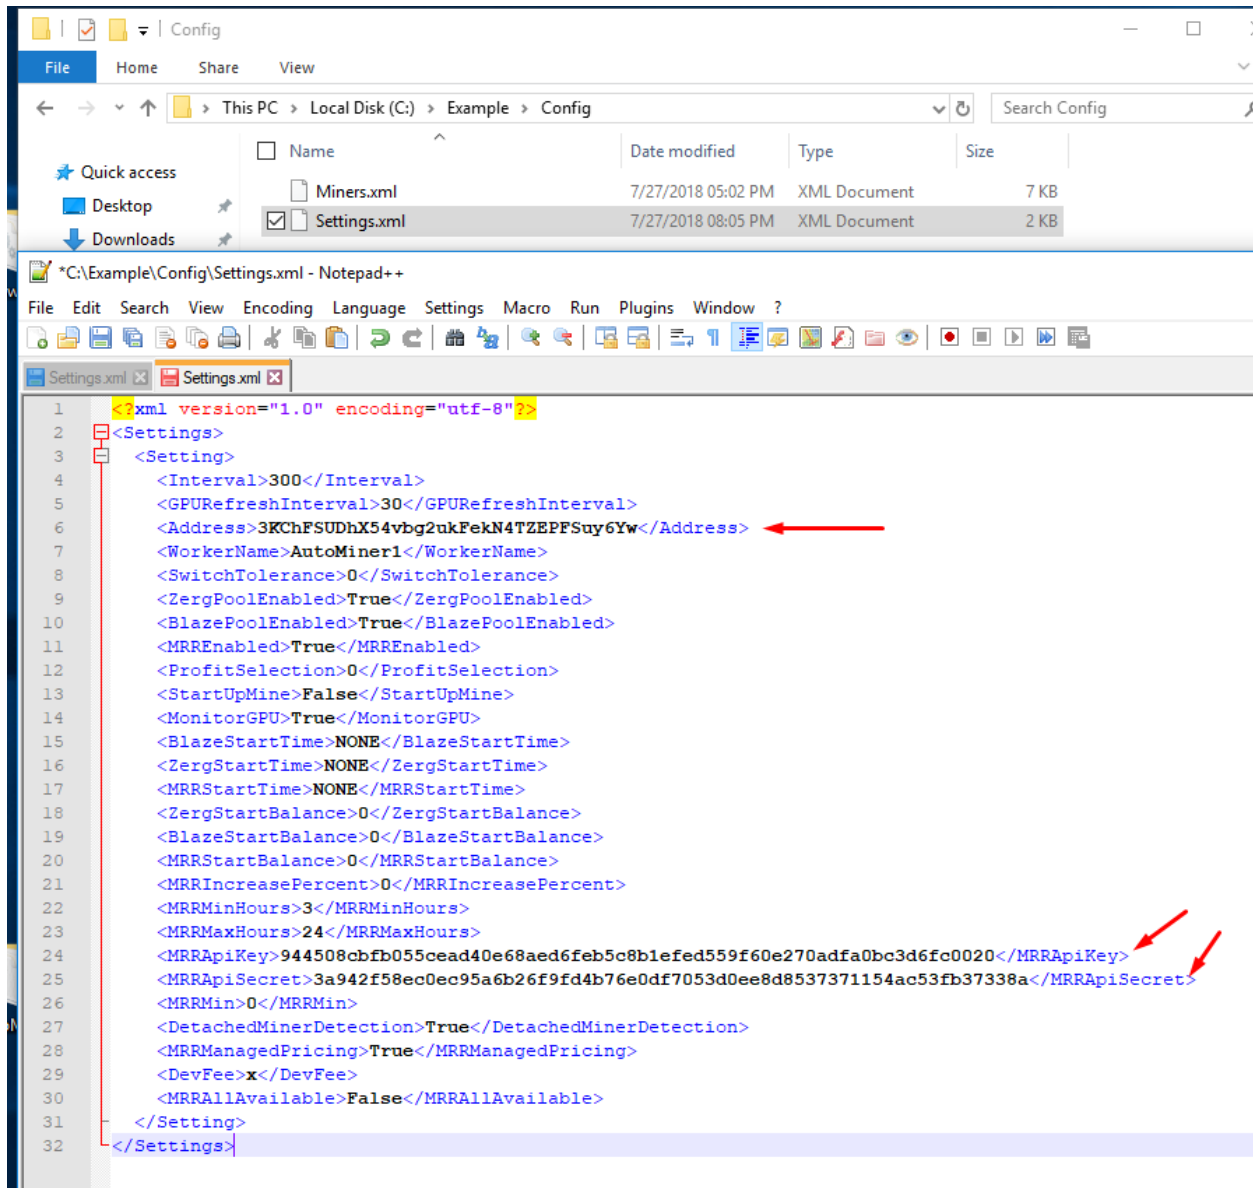 Config
File Home Share View
This PC > Local Disk (C:) > Example > Config
Search Config
Name Date modified Type Size
Quick access
Desktop
Downloads
Miners.xml 7/27/2018 05:02 PM XML Document 7 KB
Settings.xml 7/27/2018 08:05 PM XML Document 2 KB
*C:\Example\Config\Settings.xml - Notepad++
File Edit Search View Encoding Language Settings Macro Run Plugins Window ?
Settings.xml Settings.xml
1 <?xml version="1.0" encoding="utf-8"?>
2 <Settings>
3 <Setting>
4 <Interval>300</Interval>
5 <GPURefreshInterval>30</GPURefreshInterval>
6 <Address>3KChFSUDhX54vbg2ukFekN4TZEPFSuy6Yw</Address>
7 <WorkerName>AutoMiner1</WorkerName>
8 <SwitchTolerance>0</SwitchTolerance>
9 <ZergPoolEnabled>True</ZergPoolEnabled>
10 <BlazePoolEnabled>True</BlazePoolEnabled>
11 <MRREnabled>True</MRREnabled>
12 <ProfitSelection>0</ProfitSelection>
13 <StartUpMine>False</StartUpMine>
14 <MonitorGPU>True</MonitorGPU>
15 <BlazeStartTime>NONE</BlazeStartTime>
16 <ZergStartTime>NONE</ZergStartTime>
17 <MRRStartTime>NONE</MRRStartTime>
18 <ZergStartBalance>0</ZergStartBalance>
19 <BlazeStartBalance>0</BlazeStartBalance>
20 <MRRStartBalance>0</MRRStartBalance>
21 <MRRIncreasePercent>0</MRRIncreasePercent>
22 <MRRMinHours>3</MRRMinHours>
23 <MRRMaxHours>24</MRRMaxHours>
24 <MRRApiKey>944508cbfb055cead40e68aed6feb5c8b1efed559f60e270adfa0bc3d6fc0020</MRRApiKey>
25 <MRRApiSecret>3a942f58ec0ec95a6b26f9fd4b76e0df7053d0ee8d8537371154ac53fb37338a</MRRApiSecret>
26 <MRRMin>0</MRRMin>
27 <DetachedMinerDetection>True</DetachedMinerDetection>
28 <MRRManagedPricing>True</MRRManagedPricing>
29 <DevFee>x</DevFee>
30 <MRRAllAvailable>False</MRRAllAvailable>
31 </Setting>
32 </Settings>